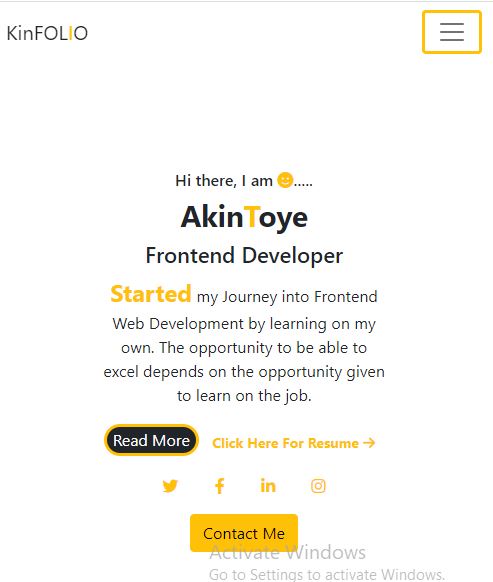 KinFOLIO
Hi there, I am .....
AkinToye
Frontend Developer
Started my Journey into Frontend
Web Development by learning on my
own. The opportunity to be able to
excel depends on the opportunity given
to learn on the job.
Read More Click Here For Resume →
Contact Me
Activate Windows
Go to Settings to activate Windows.